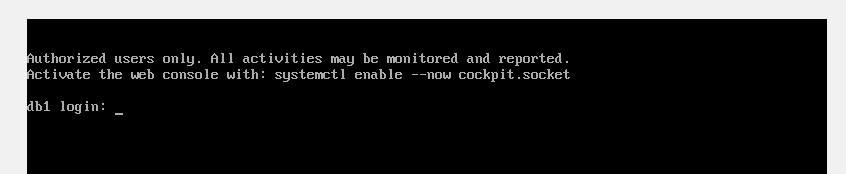 Authorized users only. All activities may be monitored and reported.
Activate the web console with: systemctl enable --now cockpit.socket
db1 login: _